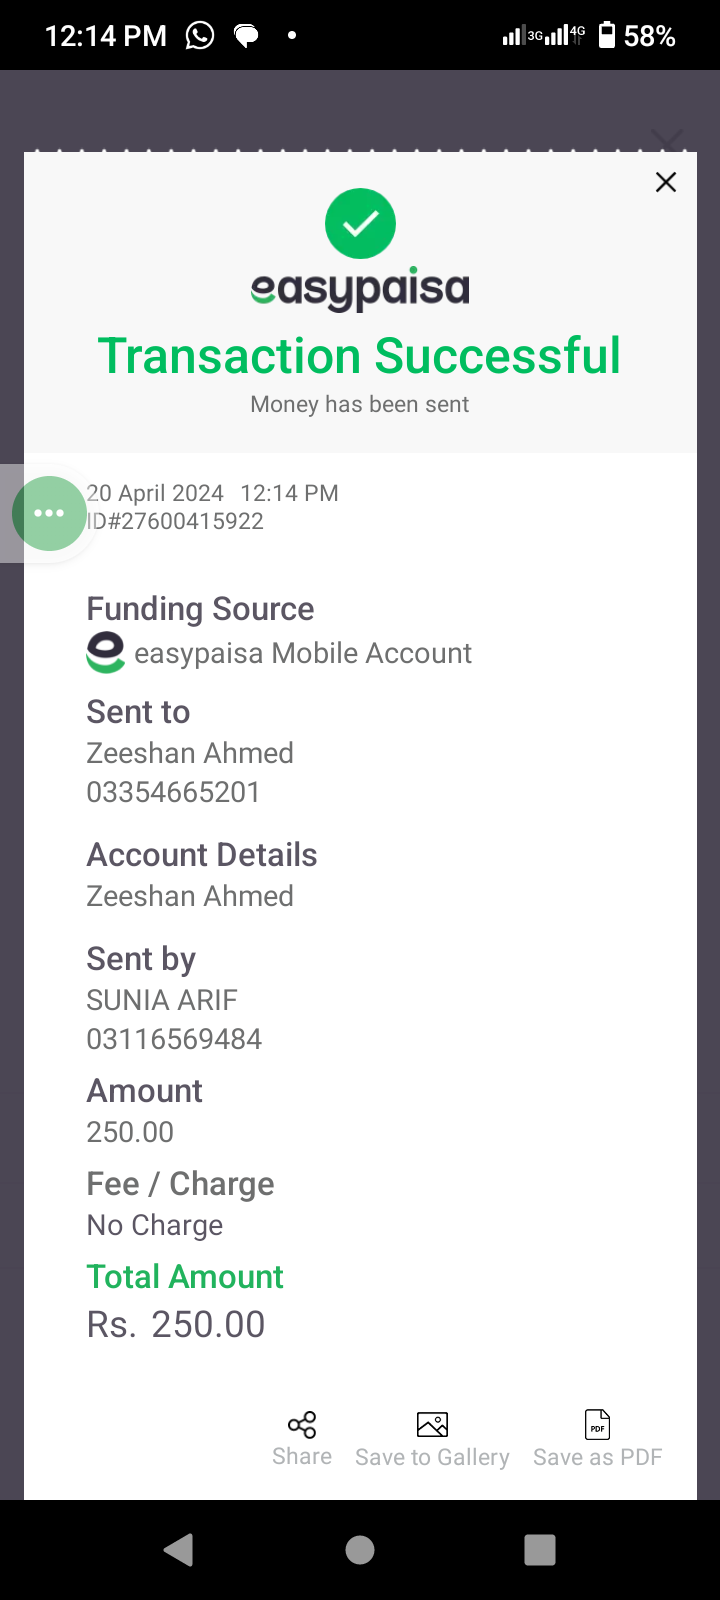 12:14 PM 3G 4G 58%
easypaisa
Transaction Successful
Money has been sent
20 April 2024 12:14 PM
ID#27600415922
Funding Source
easypaisa Mobile Account
Sent to
Zeeshan Ahmed
03354665201
Account Details
Zeeshan Ahmed
Sent by
SUNIA ARIF
03116569484
Amount
250.00
Fee / Charge
No Charge
Total Amount
Rs. 250.00
PDF
Share Save to Gallery Save as PDF